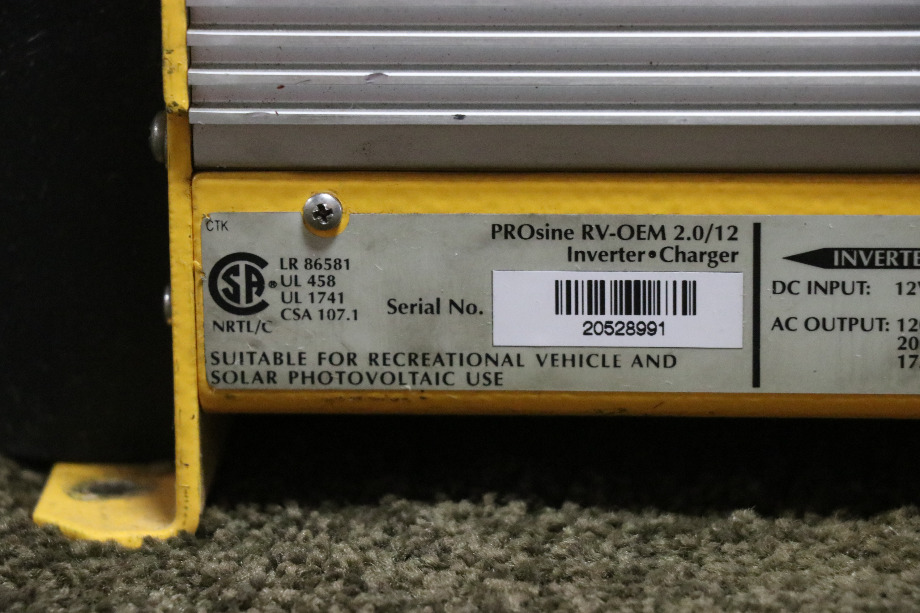 CTK
PROsine RV-OEM 2.0/12
Inverter•Charger
CSA®
LR 86581
UL 458
UL 1741
CSA 107.1
NRTL/C
Serial No.
20528991
SUITABLE FOR RECREATIONAL VEHICLE AND
SOLAR PHOTOVOLTAIC USE
INVERTE
DC INPUT: 12V
AC OUTPUT: 12
20
17